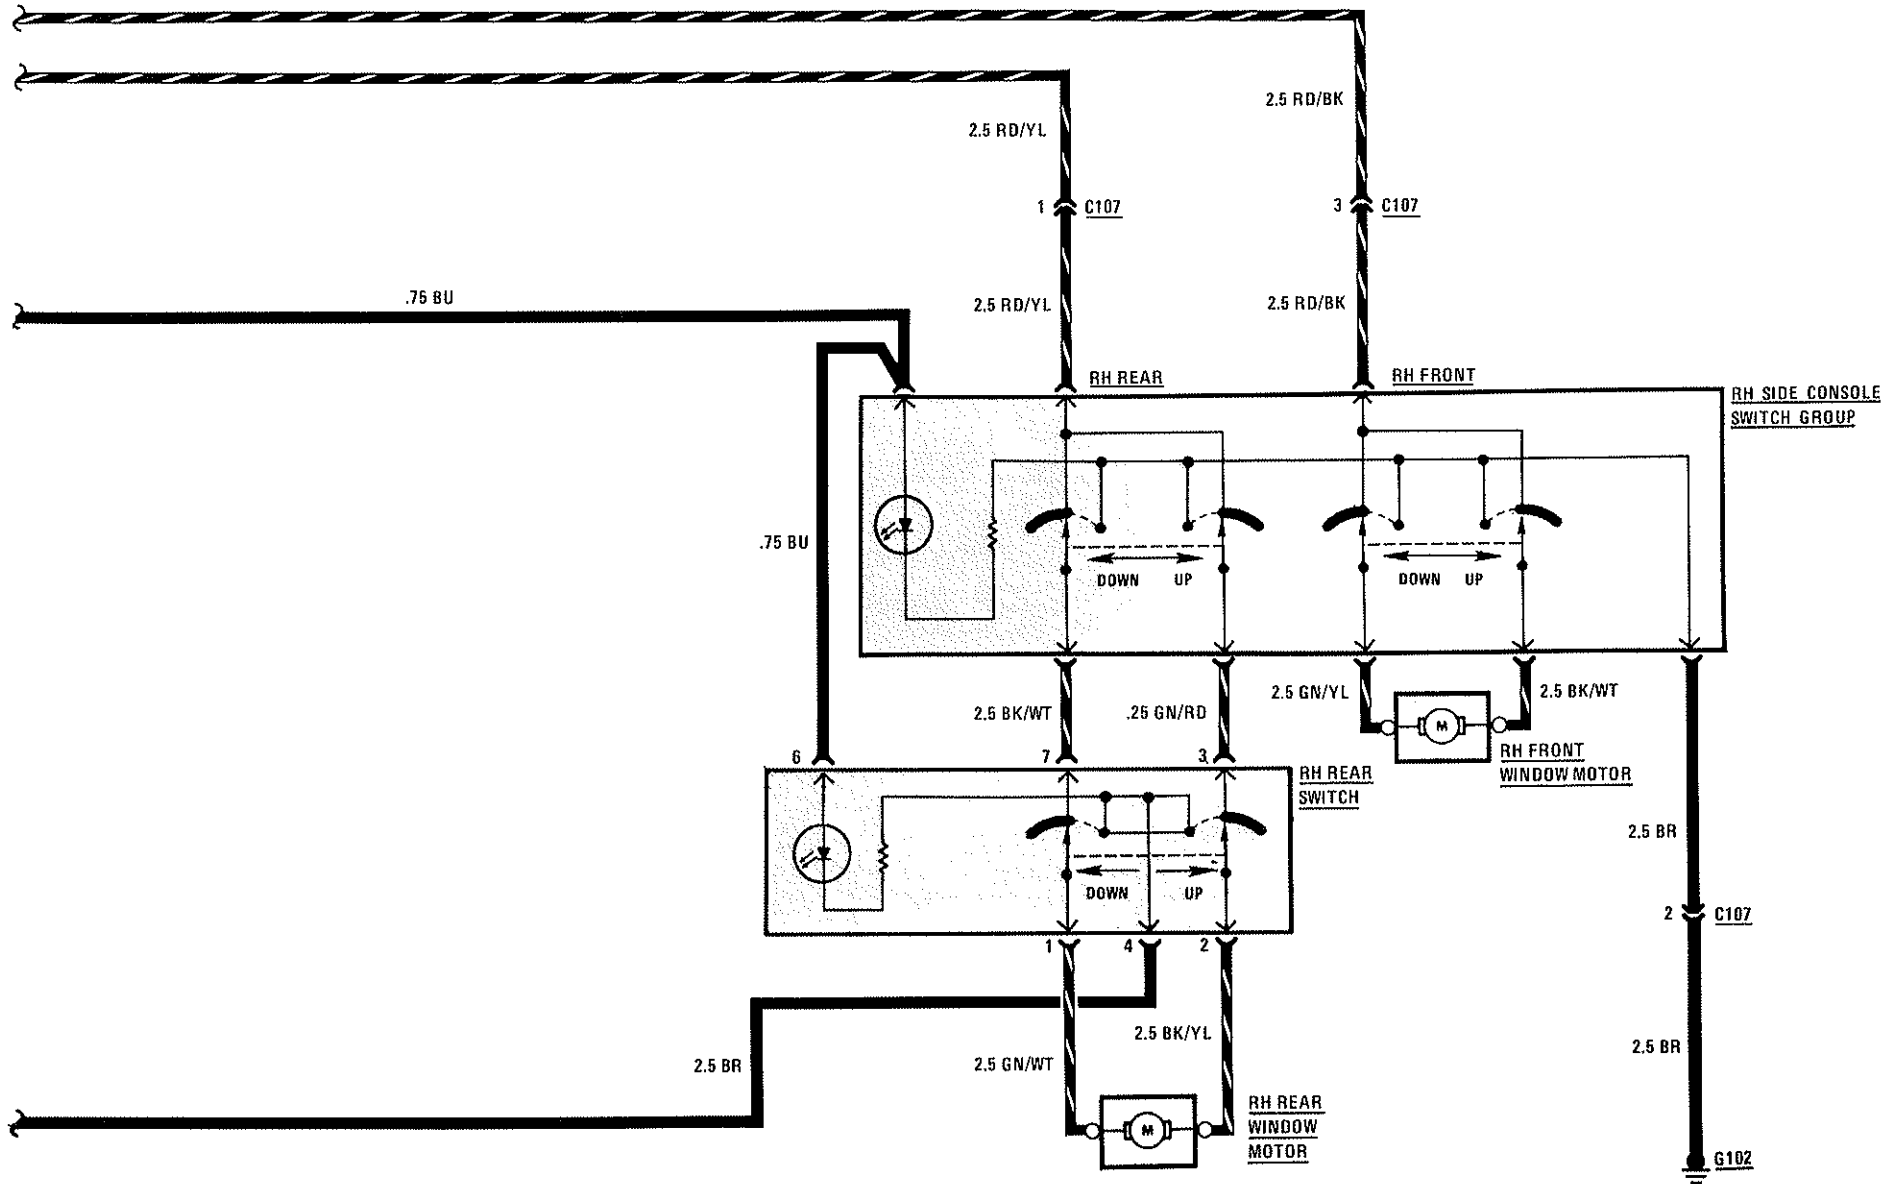 2.5 RD/BK
2.5 RD/YL
1 C107
3 C107
.75 BU
2.5 RD/YL
2.5 RD/BK
RH REAR
RH FRONT
RH SIDE CONSOLE
SWITCH GROUP
.75 BU
DOWN UP
DOWN UP
2.5 BK/WT
.25 GN/RD
2.5 GN/YL
2.5 BK/WT
M
RH FRONT
WINDOW MOTOR
6
7
3
RH REAR
SWITCH
DOWN UP
2.5 BR
2 C107
1
4
2
2.5 BR
2.5 GN/WT
2.5 BK/YL
2.5 BR
M
RH REAR
WINDOW
MOTOR
G102